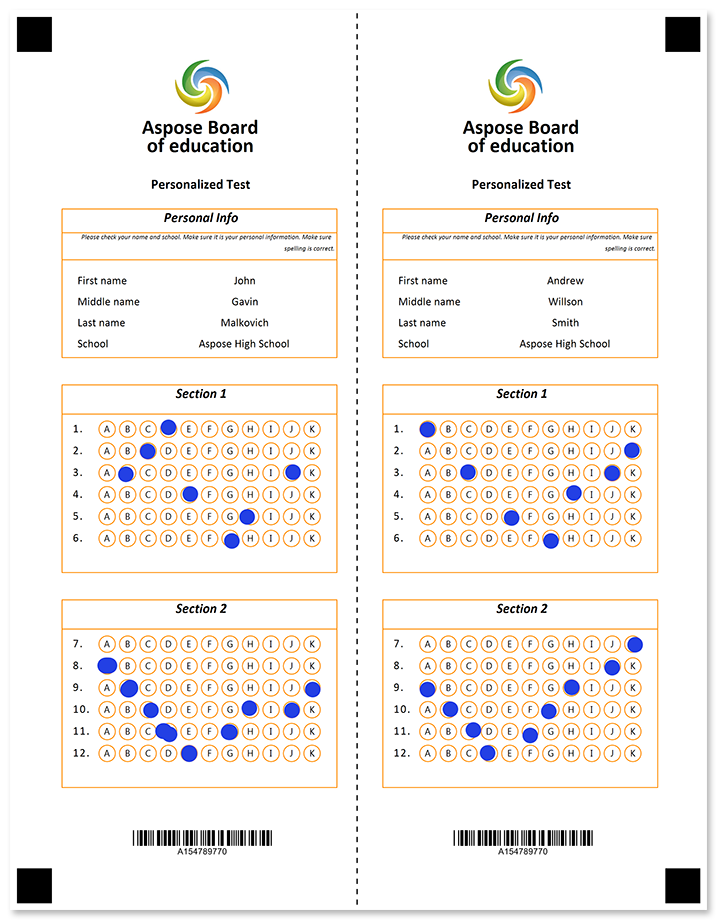 Aspose Board
of education
Personalized Test
Personal Info
Please check your name and school. Make sure it is your personal information. Make sure
spelling is correct.
First name John
Middle name Gavin
Last name Malkovich
School Aspose High School
Section 1
1. A B C E F G H I J K
2. A B D E F G H I J K
3. A C D E F G H I K
4. A B C D F G H I J K
5. A B C D E F G I J K
6. A B C D E F H I J K
Section 2
7. A B C D E F G H I J K
8. B C D E F G H I J K
9. A C D E F G H I J
10. A B D E F G I K
11. A B C E F H I J K
12. A B C D F G H I J K
A154789770
Aspose Board
of education
Personalized Test
Personal Info
Please check your name and school. Make sure it is your personal information. Make sure
spelling is correct.
First name Andrew
Middle name Willson
Last name Smith
School Aspose High School
Section 1
1. B C D E F G H I J K
2. A B C D E F G H I J
3. A B D E F G H I K
4. A B C D E F G I J K
5. A B C D F G H I J K
6. A B C D E F H I J K
Section 2
7. A B C D E F G H I J
8. A B C D E F G H I K
9. B C D E F G I J K
10. A C D E F H I J K
11. A B D E G H I J K
12. A B C E F G H I J K
A154789770